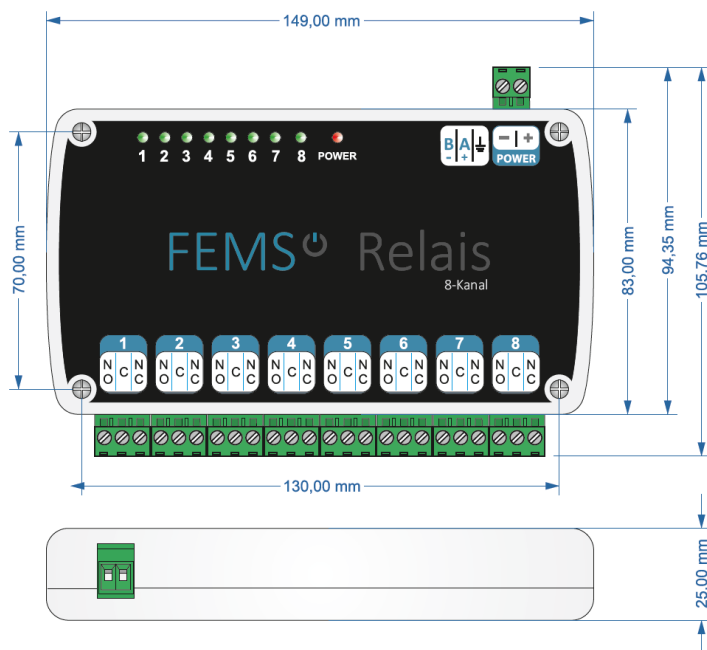 149,00 mm
1 2 3 4 5 6 7 8 POWER
B A
- +
- +
POWER
70,00 mm
83,00 mm
94,35 mm
105,76 mm
FEMS Relais
8-Kanal
1 2 3 4 5 6 7 8
NO C NC NO C NC NO C NC NO C NC NO C NC NO C NC NO C NC NO C NC
130,00 mm
25,00 mm